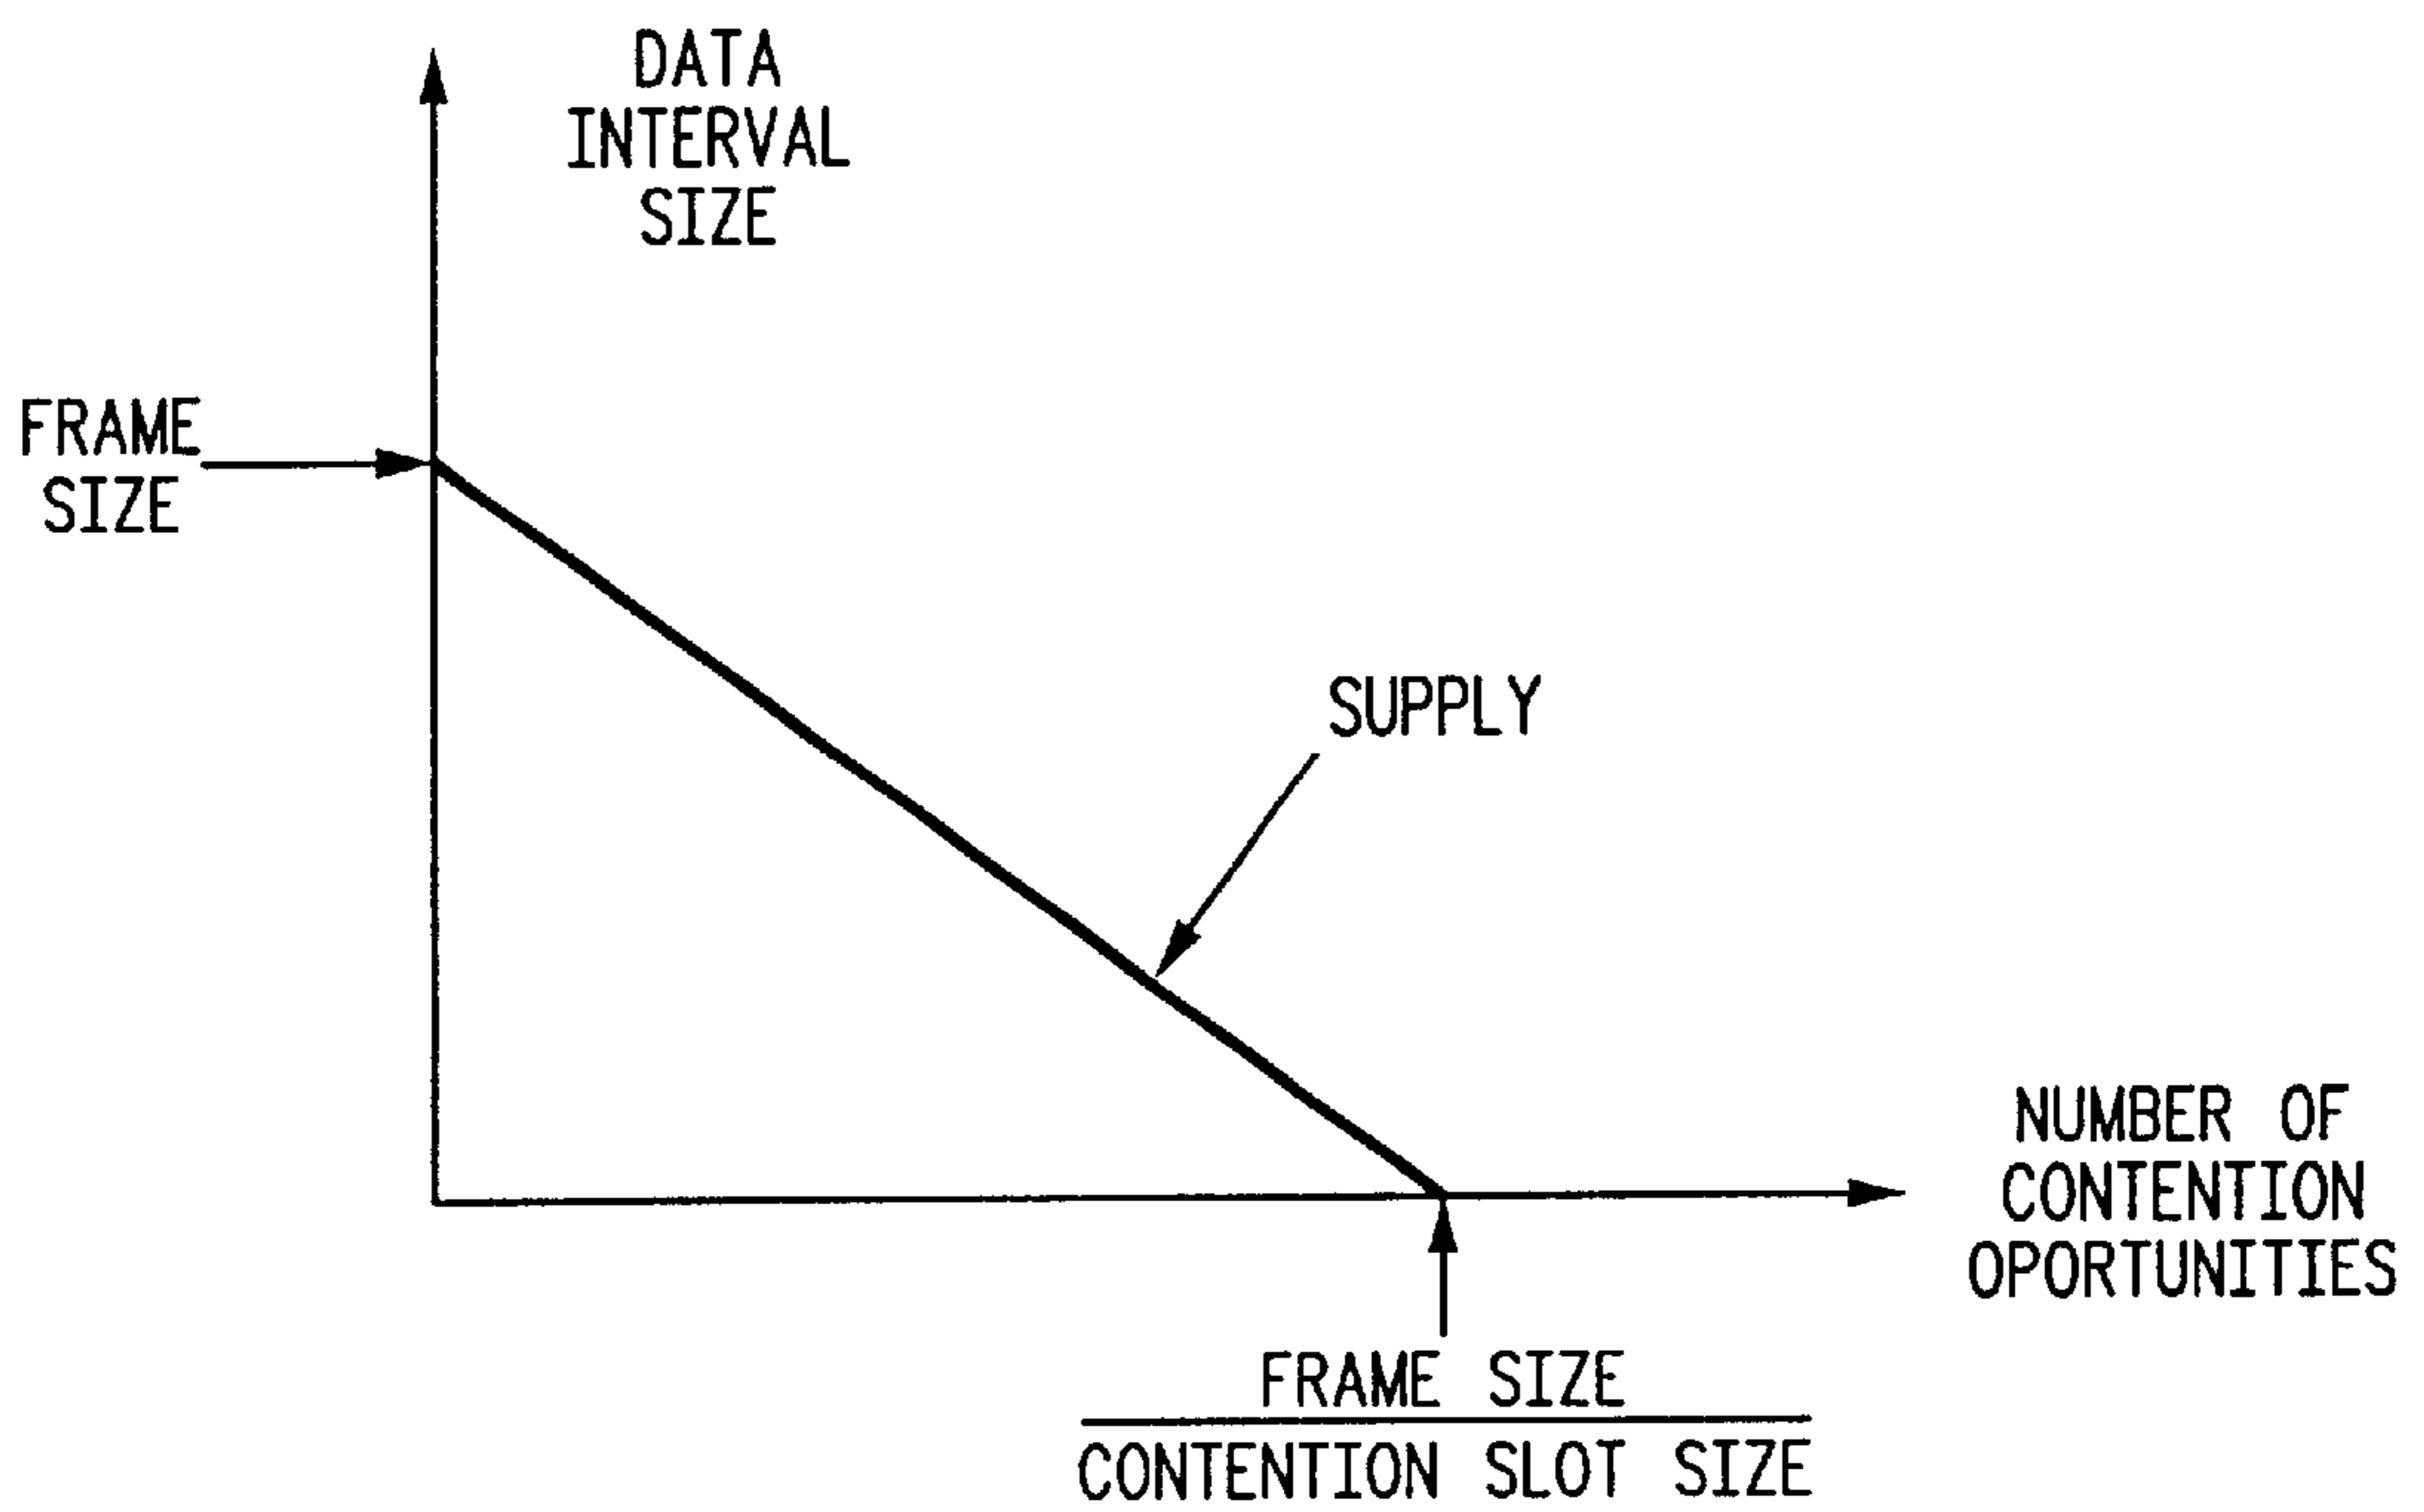 DATA
INTERVAL
SIZE
FRAME
SIZE
SUPPLY
NUMBER OF
CONTENTION
OPORTUNITIES
FRAME SIZE
CONTENTION SLOT SIZE